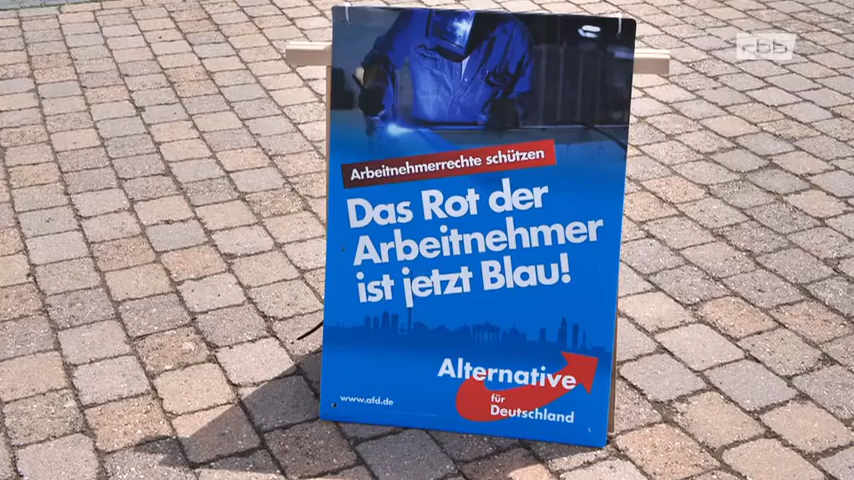 rbb
Arbeitnehmerrechte schützen
Das Rot der
Arbeitnehmer
ist jetzt Blau!
Alternative
für
Deutschland
www.afd.de